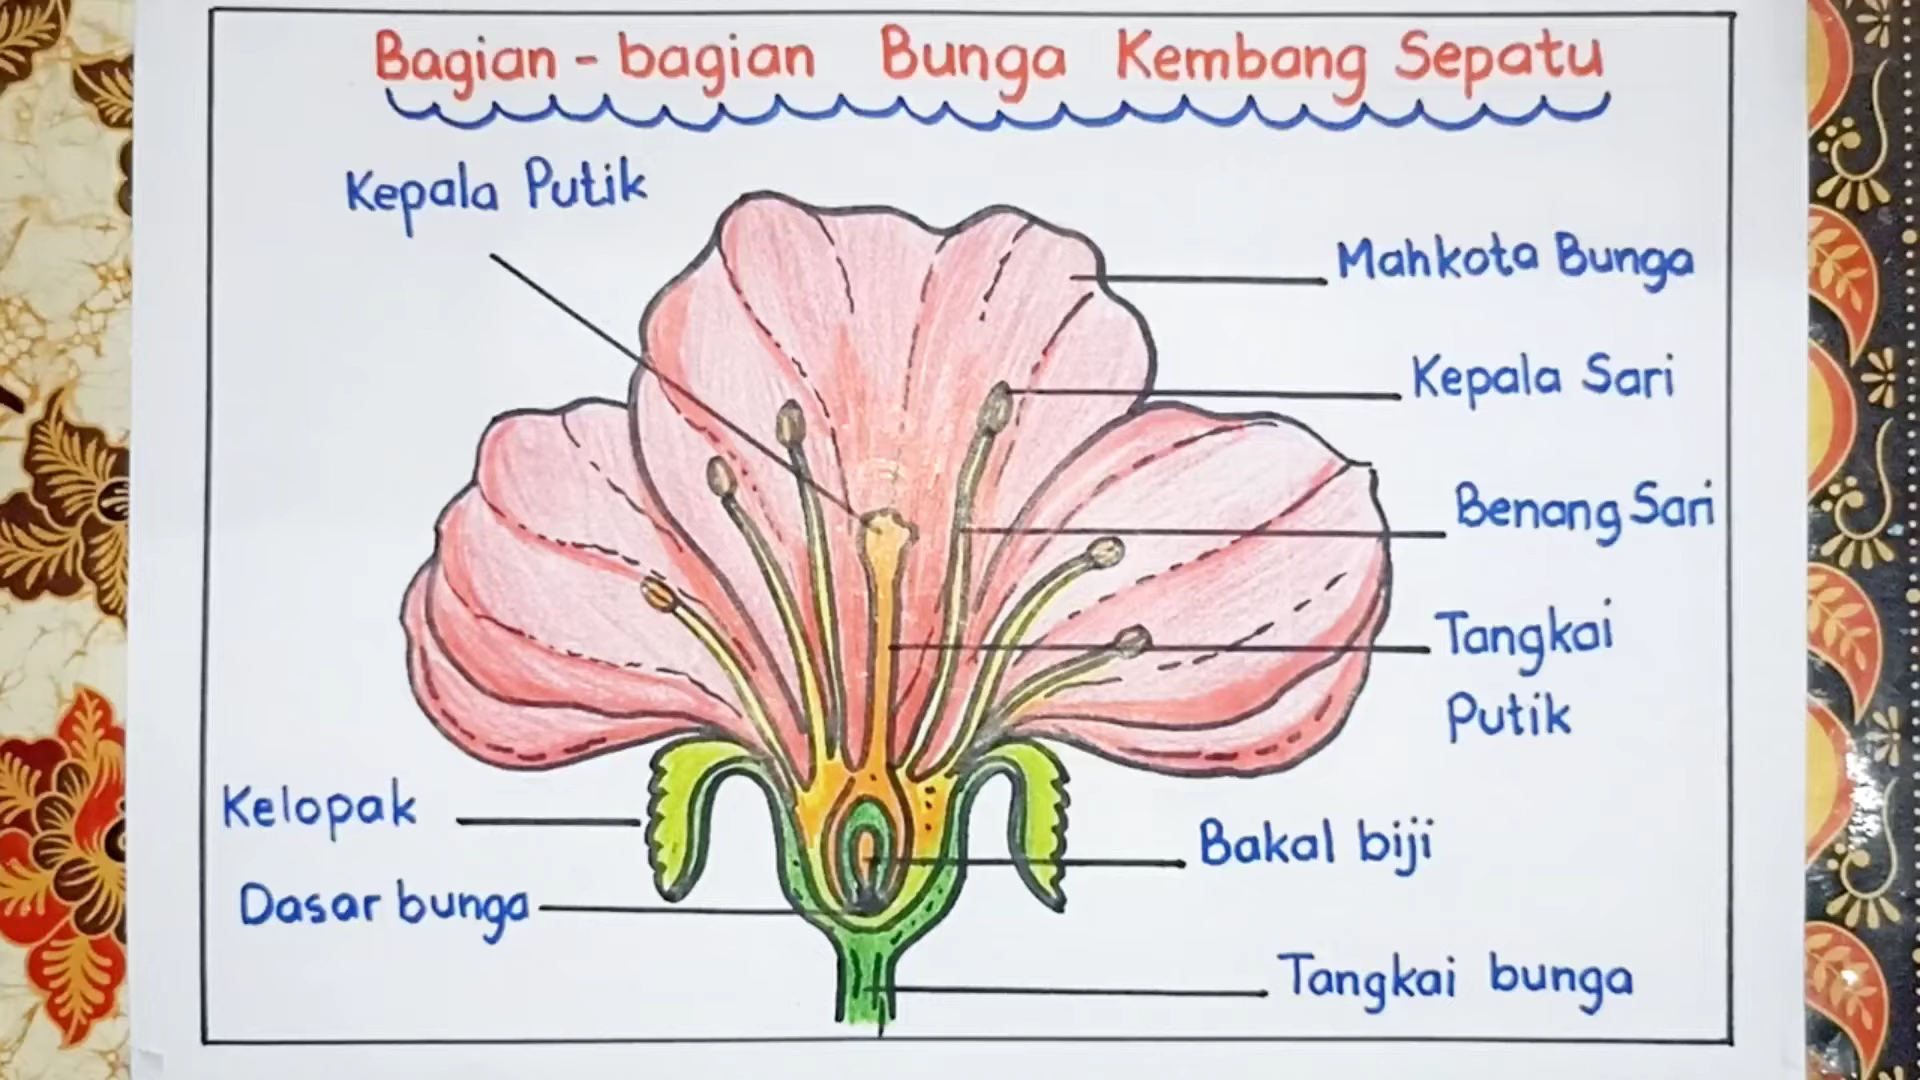 Bagian - bagian Bunga Kembang Sepatu
Kepala Putik
Mahkota Bunga
Kepala Sari
Benang Sari
Tangkai
Putik
Kelopak
Bakal biji
Dasar bunga
Tangkai bunga